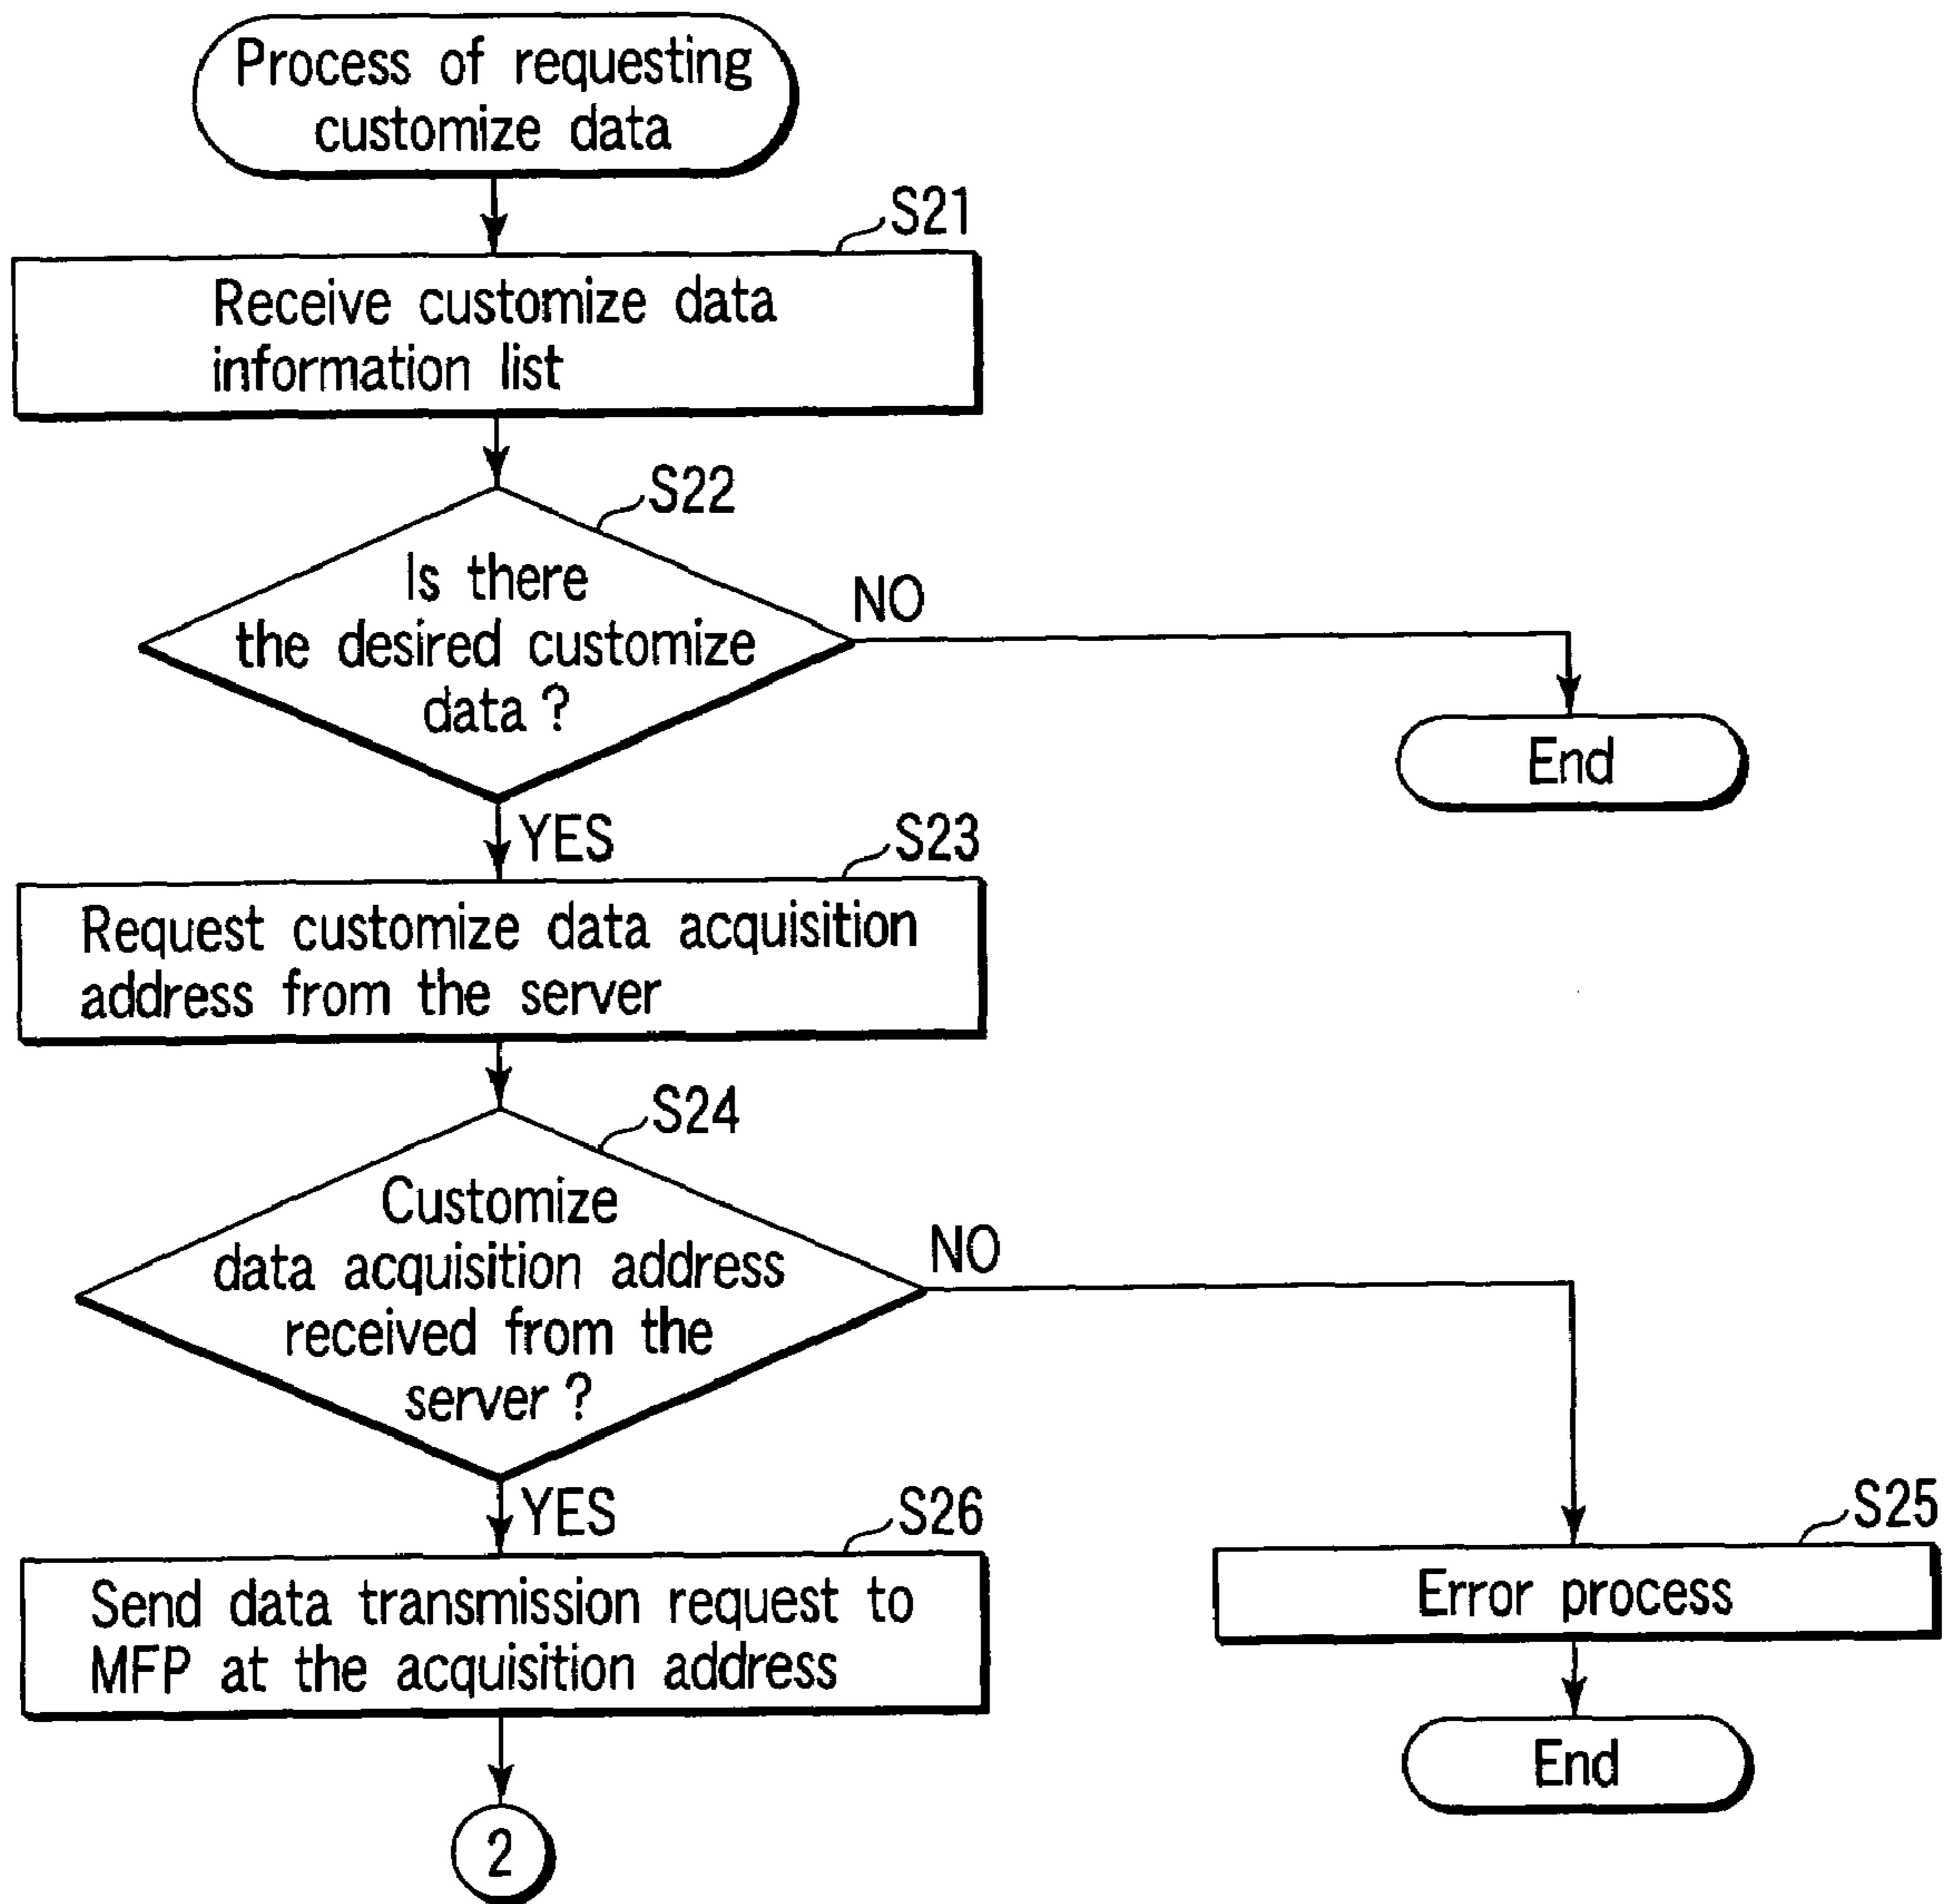 Process of requesting
customize data
S21
Receive customize data
information list
S22
Is there
the desired customize
data ?
NO
End
YES
S23
Request customize data acquisition
address from the server
S24
Customize
data acquisition address
received from the
server ?
NO
YES
S26
Send data transmission request to
MFP at the acquisition address
S25
Error process
End
2